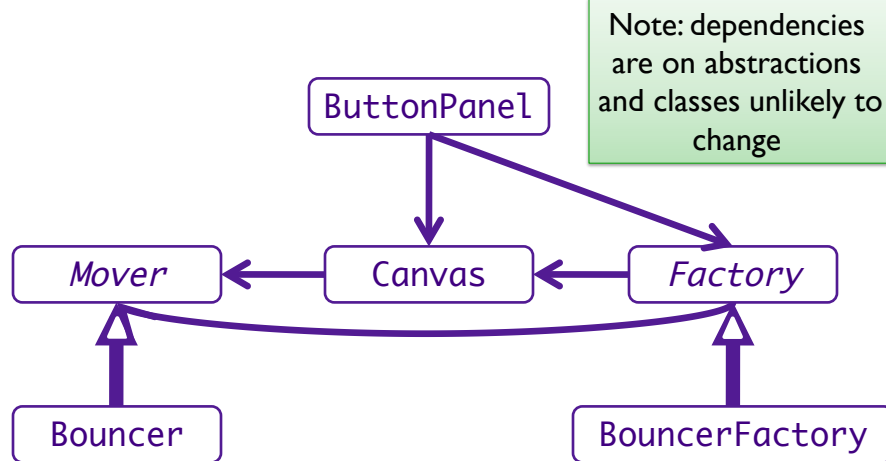 Note: dependencies
are on abstractions
and classes unlikely to
change
ButtonPanel
Mover
Canvas
Factory
Bouncer
BouncerFactory